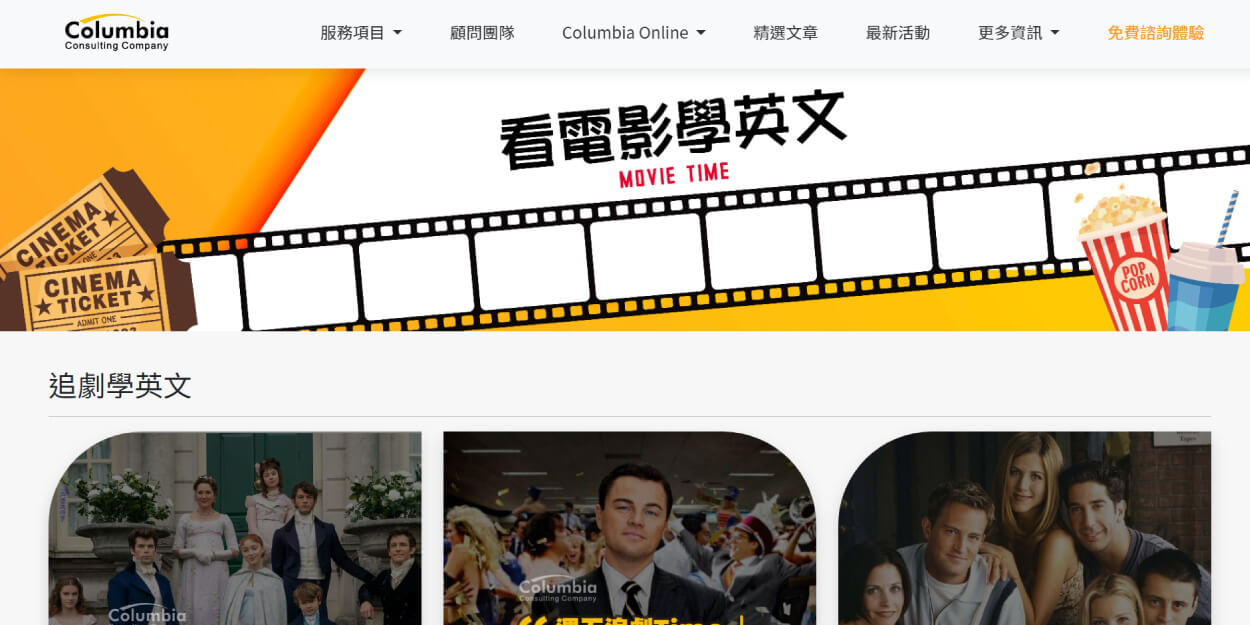 Columbia
Consulting Company
服務項目
顧問團隊
Columbia Online
精選文章
最新活動
更多資訊
免費諮詢體驗
看電影學英文
MOVIE TIME
CINEMA
TICKET
CINEMA
TICKET
ADMIT ONE
POP
CORN
追劇學英文
Tapes
Columbia
Consulting Company
Columbia